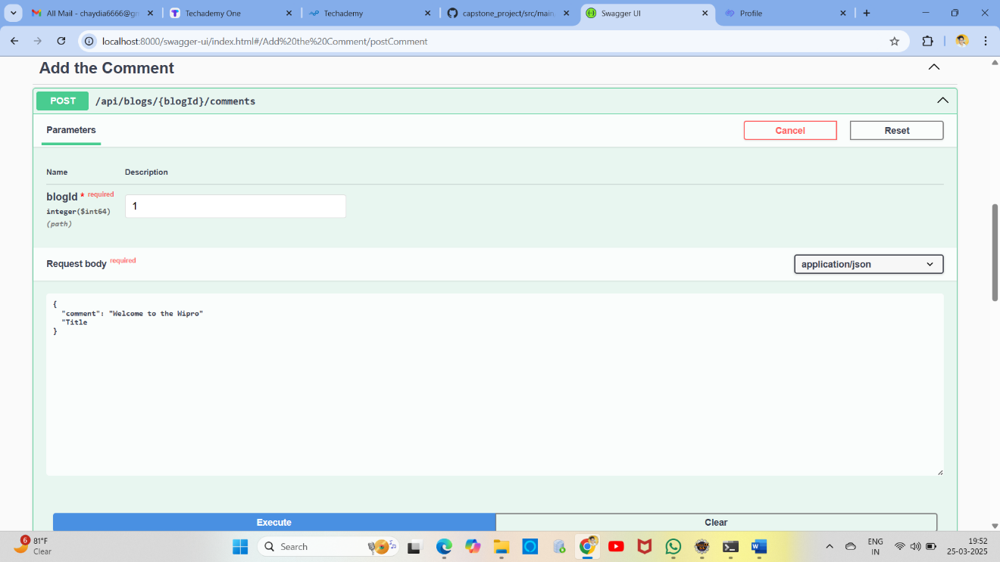 All Mail - chaydia6666@gm
Techademy One
Techademy
capstone_project/src/main.
Swagger UI
Profile
localhost:8000/swagger-ui/index.html#/Add%20the%20Comment/postComment
Add the Comment
POST /api/blogs/{blogId}/comments
Parameters
Cancel
Reset
Name Description
blogId * required
integer($int64)
(path)
1
Request body required
application/json
{
"comment": "Welcome to the Wipro"
"Title
}
Execute
Clear
6
81°F
Clear
Search
ENG
IN
19:52
25-03-2025